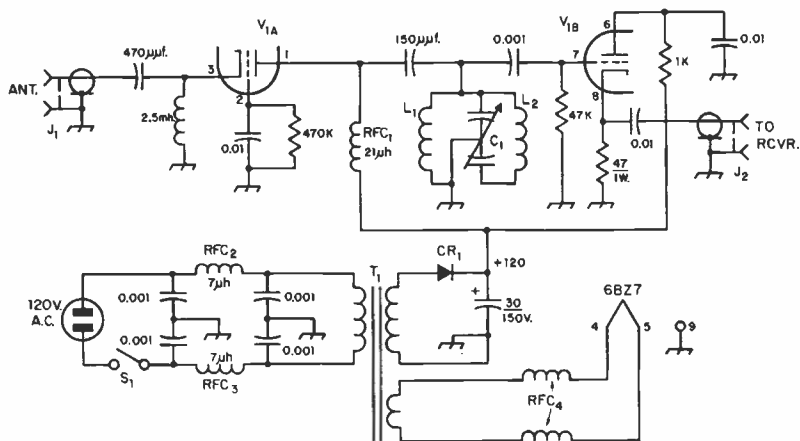 V1A
V1B
470μμf.
150μμf.
0.001
6
1K
0.01
3
1
7
8
2
ANT.
J1
2.5mh.
0.01
470K
RFC1
21μh
L1
C1
L2
47K
0.01
47
1W.
TO
RCVR.
J2
RFC2
7μh
T1
CR1
+120
+
30
150V.
6BZ7
4
5
9
120V.
A.C.
0.001
0.001
0.001
0.001
S1
7μh
RFC3
RFC4